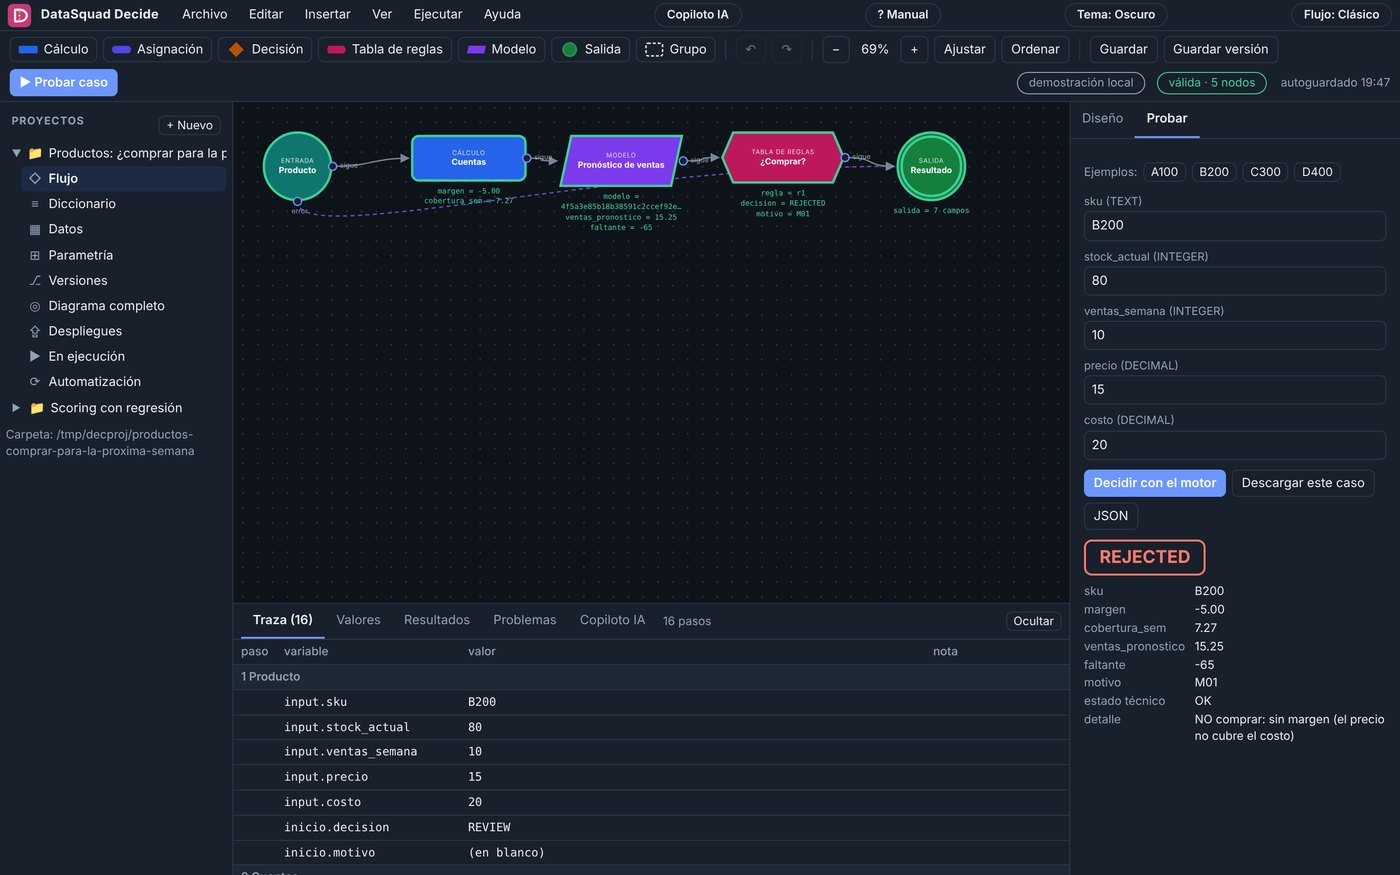 DataSquad Decide Archivo Editar Insertar Ver Ejecutar Ayuda Copiloto IA ? Manual Tema: Oscuro Flujo: Clásico
Cálculo Asignación Decisión Tabla de reglas Modelo Salida Grupo ↶ ↷ − 69% + Ajustar Ordenar Guardar Guardar versión
▶ Probar caso demostración local válida · 5 nodos autoguardado 19:47
PROYECTOS + Nuevo
Productos: ¿comprar para la p
Flujo
Diccionario
Datos
Parametría
Versiones
Diagrama completo
Despliegues
En ejecución
Automatización
Scoring con regresión
Carpeta: /tmp/decproj/productos-
comprar-para-la-proxima-semana
ENTRADA
Producto
sigue
error
CÁLCULO
Cuentas
sigue
margen = -5.00
cobertura_sem = 7.27
MODELO
Pronóstico de ventas
sigue
modelo =
4f5a3e85b18b38591c2ccef92e…
ventas_pronostico = 15.25
faltante = -65
TABLA DE REGLAS
¿Comprar?
sigue
regla = r1
decision = REJECTED
motivo = M01
SALIDA
Resultado
salida = 7 campos
Traza (16) Valores Resultados Problemas Copiloto IA 16 pasos Ocultar
paso variable valor nota
1 Producto
input.sku B200
input.stock_actual 80
input.ventas_semana 10
input.precio 15
input.costo 20
inicio.decision REVIEW
inicio.motivo (en blanco)
Diseño Probar
Ejemplos: A100 B200 C300 D400
sku (TEXT)
B200
stock_actual (INTEGER)
80
ventas_semana (INTEGER)
10
precio (DECIMAL)
15
costo (DECIMAL)
20
Decidir con el motor Descargar este caso
JSON
REJECTED
sku B200
margen -5.00
cobertura_sem 7.27
ventas_pronostico 15.25
faltante -65
motivo M01
estado técnico OK
detalle NO comprar: sin margen (el precio
no cubre el costo)